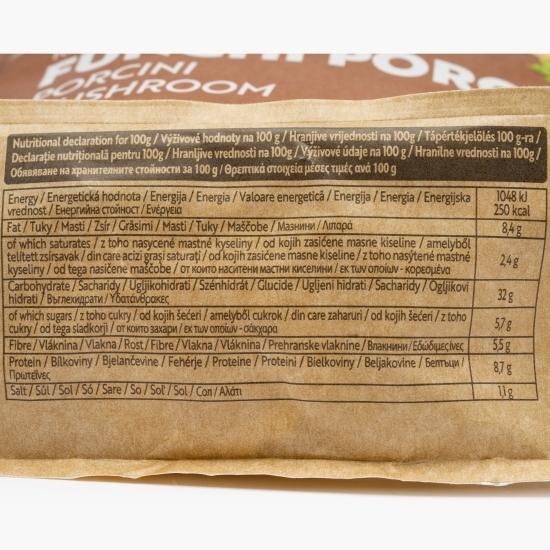 PORCINI
MUSHROOM
Nutritional declaration for 100g / Výživové hodnoty na 100 g / Hranjive vrijednosti na 100g / Tápértékjelölés 100 g-ra /
Declarație nutrițională pentru 100g / Hranljive vrednosti na 100g / Výživové údaje na 100 g / Hranilne vrednosti na 100g /
Обявяване на хранителните стойности за 100 g / Θρεπτικά στοιχεία μέσες τιμές ανά 100 g
Energy / Energetická hodnota / Energija / Energia / Valoare energetică / Energija / Energia / Energijska 1048 kJ
vrednost / Енергийна стойност / Ενέργεια 250 kcal
Fat / Tuky / Masti / Zsír / Grăsimi / Masti / Tuky / Maščobe / Мазнини / Λιπαρά 8,4 g
of which saturates / z toho nasycené mastné kyseliny / od kojih zasićene masne kiseline / amelyből
telített zsírsavak / din care acizi grași saturați / od kojih zasićene masne kiseline / z toho nasýtené mastné 2,4 g
kyseliny / od tega nasičene maščobe / от които наситени мастни киселини / εκ των οποίων - κορεσμένα
Carbohydrate / Sacharidy / Ugljikohidrati / Szénhidrát / Glucide / Ugljeni hidrati / Sacharidy / Ogljikovi 32 g
hidrati / Въглехидрати / Υδατάνθρακες
of which sugars / z toho cukry / od kojih šećeri / amelyből cukrok / din care zaharuri / od kojih šećeri / z toho 5,7 g
cukry / od tega sladkorji / от които захари / εκ των οποίων - σάκχαρα
Fibre / Vláknina / Vlakna / Rost / Fibre / Vlakna / Vláknina / Prehranske vlaknine / Влакнини / Εδώδιμες ίνες 5,5 g
Protein / Bílkoviny / Bjelančevine / Fehérje / Proteine / Proteini / Bielkoviny / Beljakovine / Белтъци / 8,7 g
Πρωτεΐνες
Salt / Sůl / Sol / Só / Sare / So / Soľ / Sol / Сол / Αλάτι 1,1 g